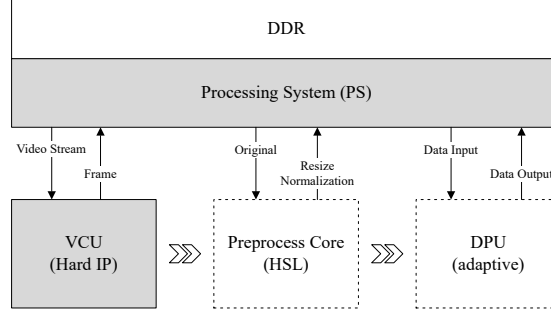 DDR
Processing System (PS)
Video Stream
Frame
Original
Resize
Normalization
Data Input
Data Output
VCU
(Hard IP)
Preprocess Core
(HSL)
DPU
(adaptive)